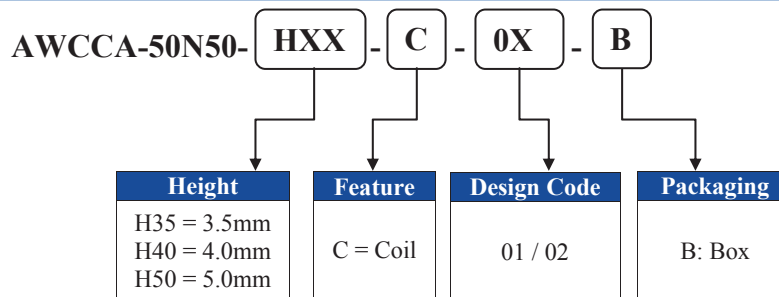 AWCCA-50N50- HXX - C - 0X - B
Height Feature Design Code Packaging
H35 = 3.5mm
H40 = 4.0mm
H50 = 5.0mm
C = Coil
01 / 02
B: Box